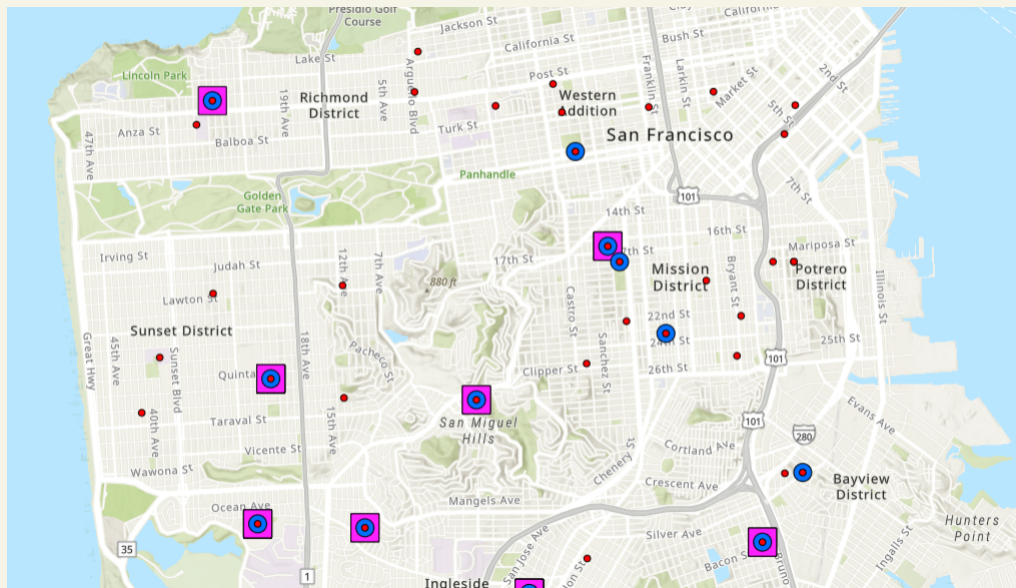 Presidio Golf
Course
Jackson St
California
California St
Bush St
Lake St
Lincoln Park
Post St
Franklin St
Larkin St
Market St
2nd St
5th St
Richmond
District
19th Ave
5th Ave
Arguello Blvd
Western
Addition
Turk St
San Francisco
47th Ave
Anza St
Balboa St
Panhandle
Golden
Gate Park
101
7th St
14th St
16th St
17th St
7th St
Mariposa St
Irving St
Judah St
12th Ave
7th Ave
880 ft
Mission
District
Bryant St
Potrero
District
Illinois St
Lawton St
Castro St
Sanchez St
22nd St
24th St
25th St
26th St
Sunset District
Great Hwy
45th Ave
Sunset Blvd
18th Ave
Pacheco St
Clipper St
101
Quinta
40th Ave
15th Ave
Taraval St
San Miguel
Hills
101
280
Evans Ave
Vicente St
Cortland Ave
Wawona St
Chenery St
Crescent Ave
Bayview
District
Mangels Ave
Ocean Ave
San Jose Ave
Silver Ave
Hunters
Point
35
Bacon S
Ingalls St
1
Ingleside
on St
Bruno